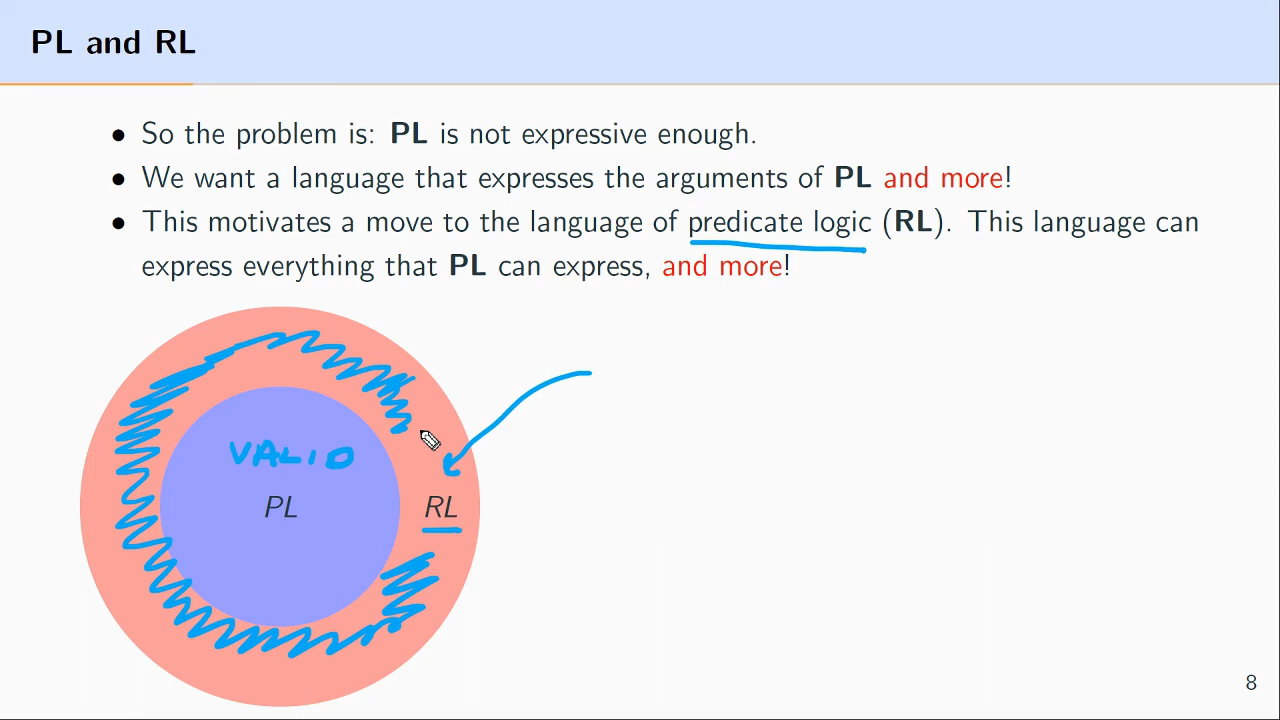 PL and RL
• So the problem is: PL is not expressive enough.
• We want a language that expresses the arguments of PL and more!
• This motivates a move to the language of predicate logic (RL). This language can
express everything that PL can express, and more!
VALID
PL
RL
8